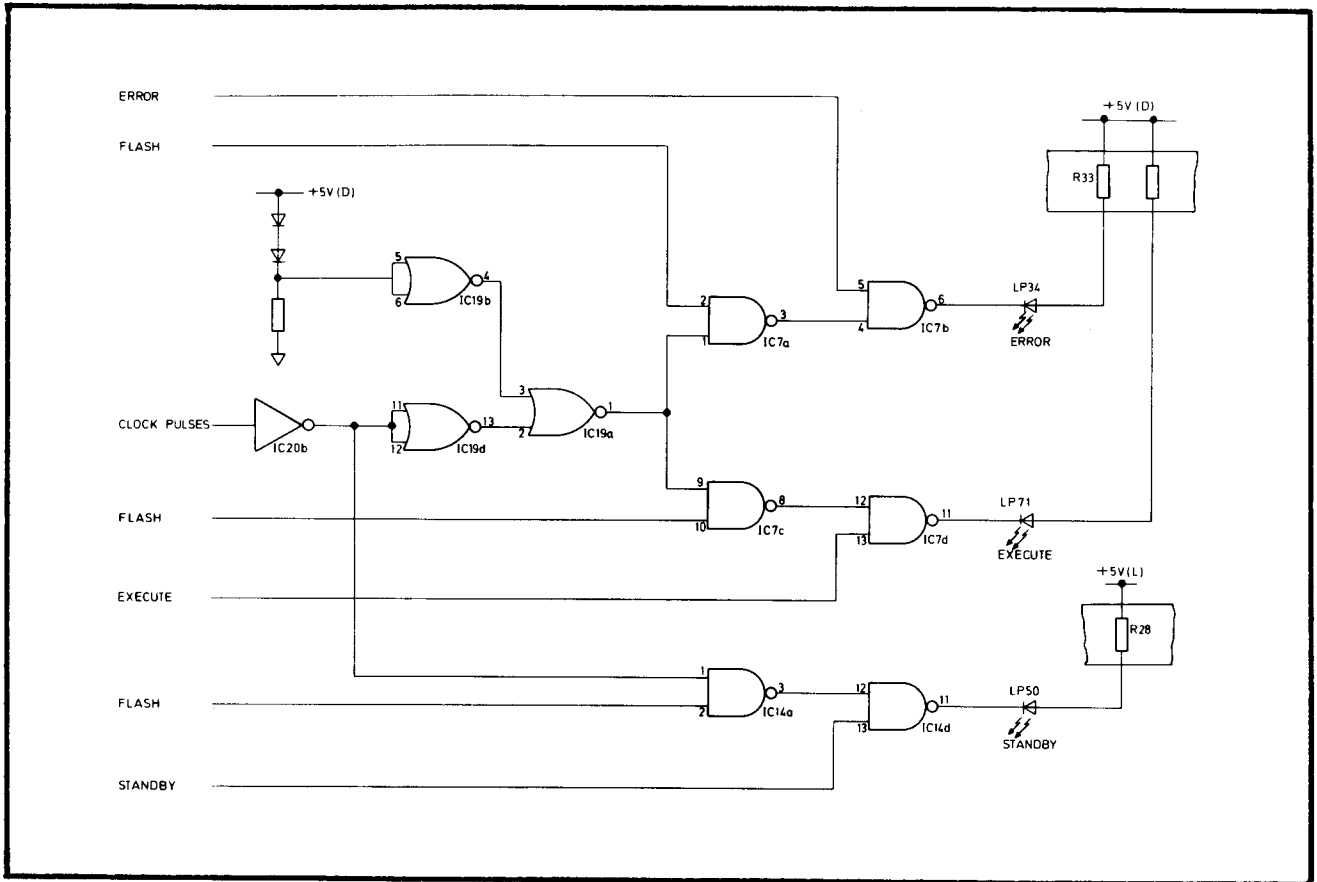 ERROR
+5V (D)
FLASH
R33
+5V (D)
5
4
6
IC19b
5
6
LP34
2
3
4
IC7b
1
IC7a
ERROR
3
1
CLOCK PULSES
11
13
2
IC19a
12
IC20b
IC19d
9
8
12
LP71
11
FLASH
10
IC7c
13
IC7d
EXECUTE
+5V (L)
EXECUTE
R28
1
3
12
LP50
11
FLASH
2
IC14a
13
IC14d
STANDBY
STANDBY